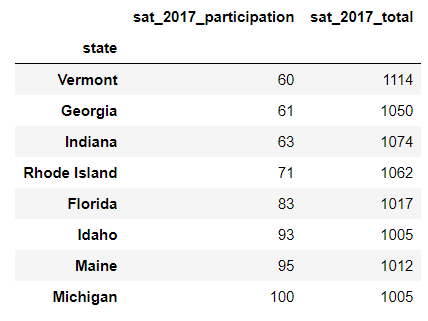 sat_2017_participation sat_2017_total
state
Vermont 60 1114
Georgia 61 1050
Indiana 63 1074
Rhode Island 71 1062
Florida 83 1017
Idaho 93 1005
Maine 95 1012
Michigan 100 1005